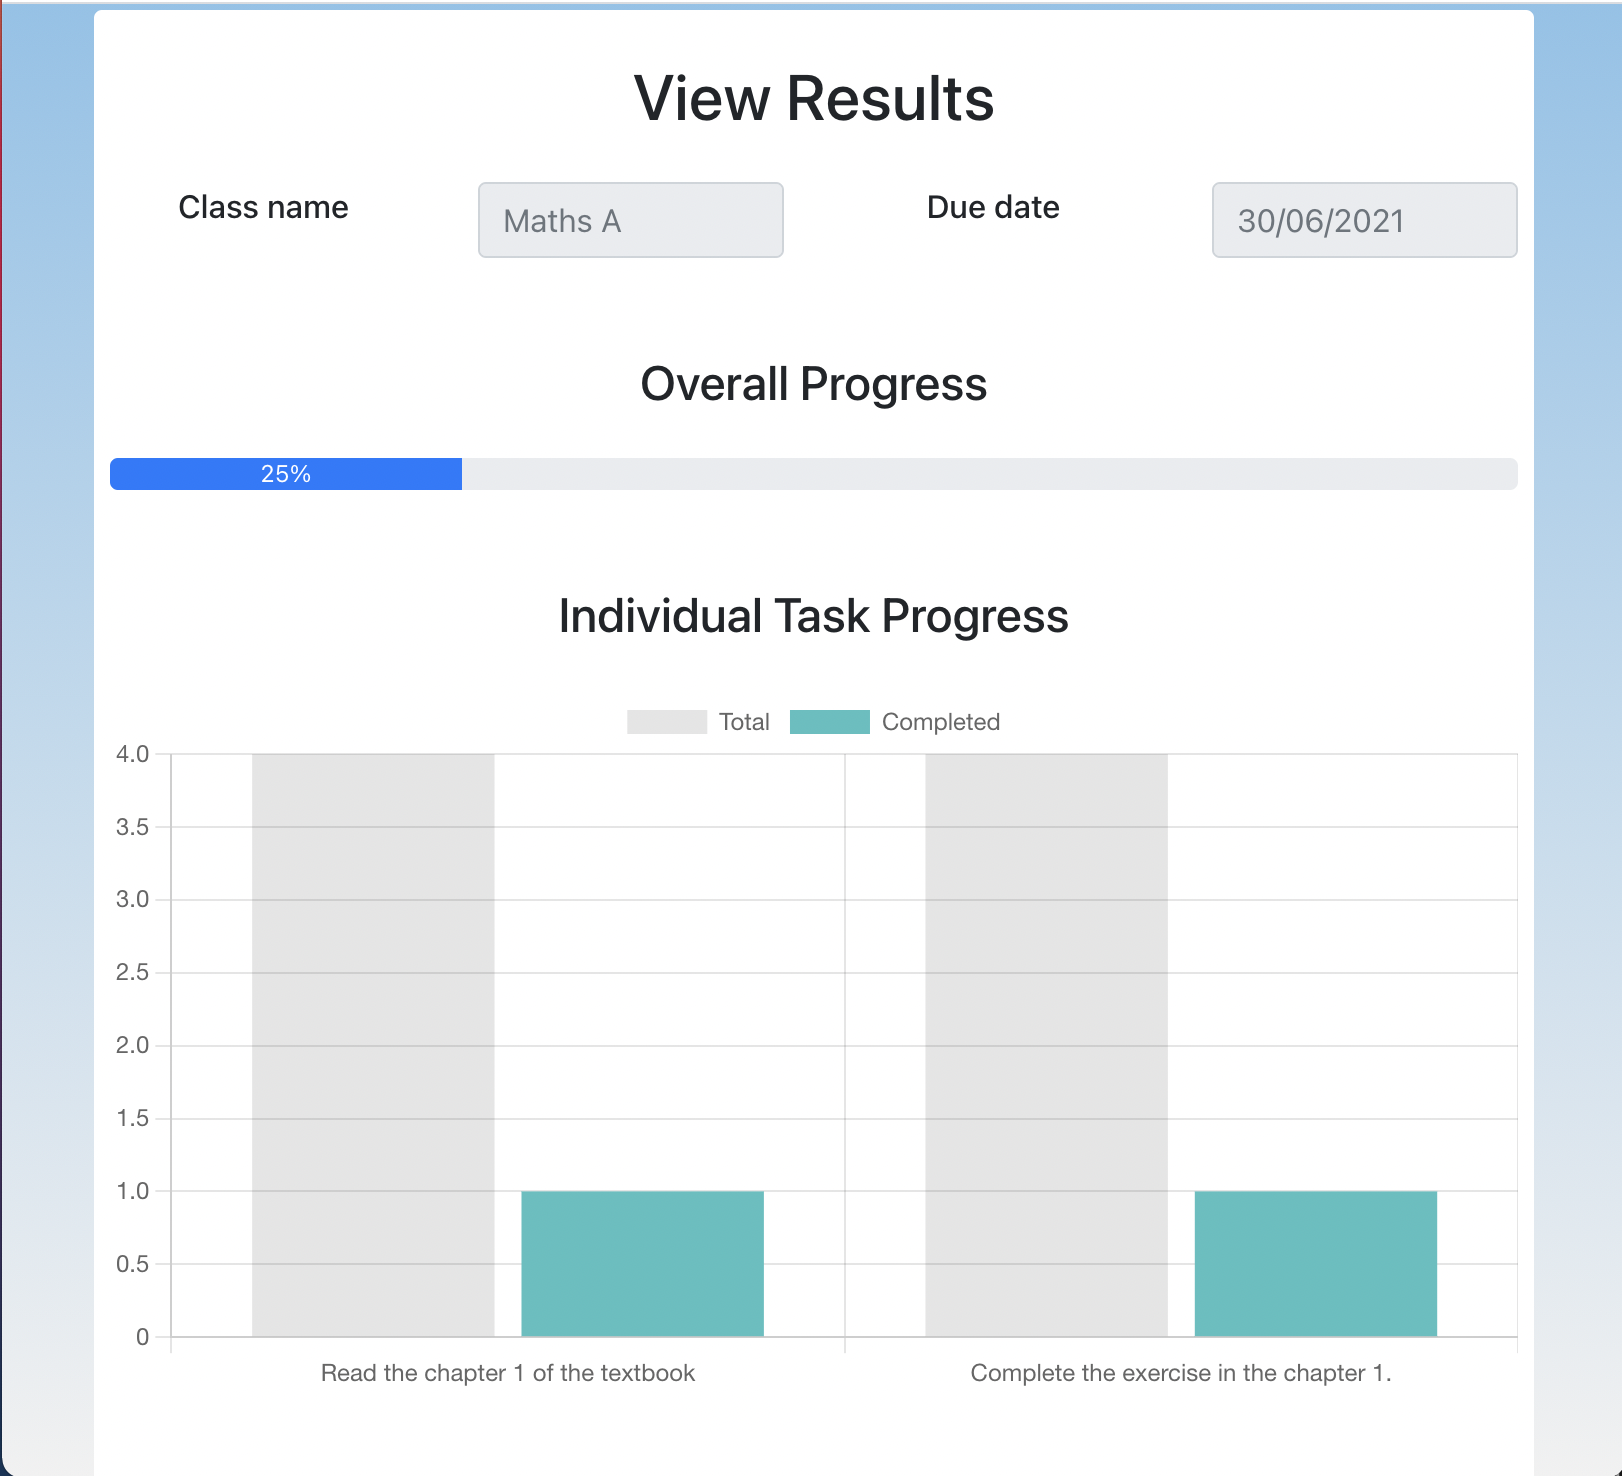 View Results
Class name Maths A Due date 30/06/2021
Overall Progress
25%
Individual Task Progress
Total Completed
4.0
3.5
3.0
2.5
2.0
1.5
1.0
0.5
0
Read the chapter 1 of the textbook Complete the exercise in the chapter 1.